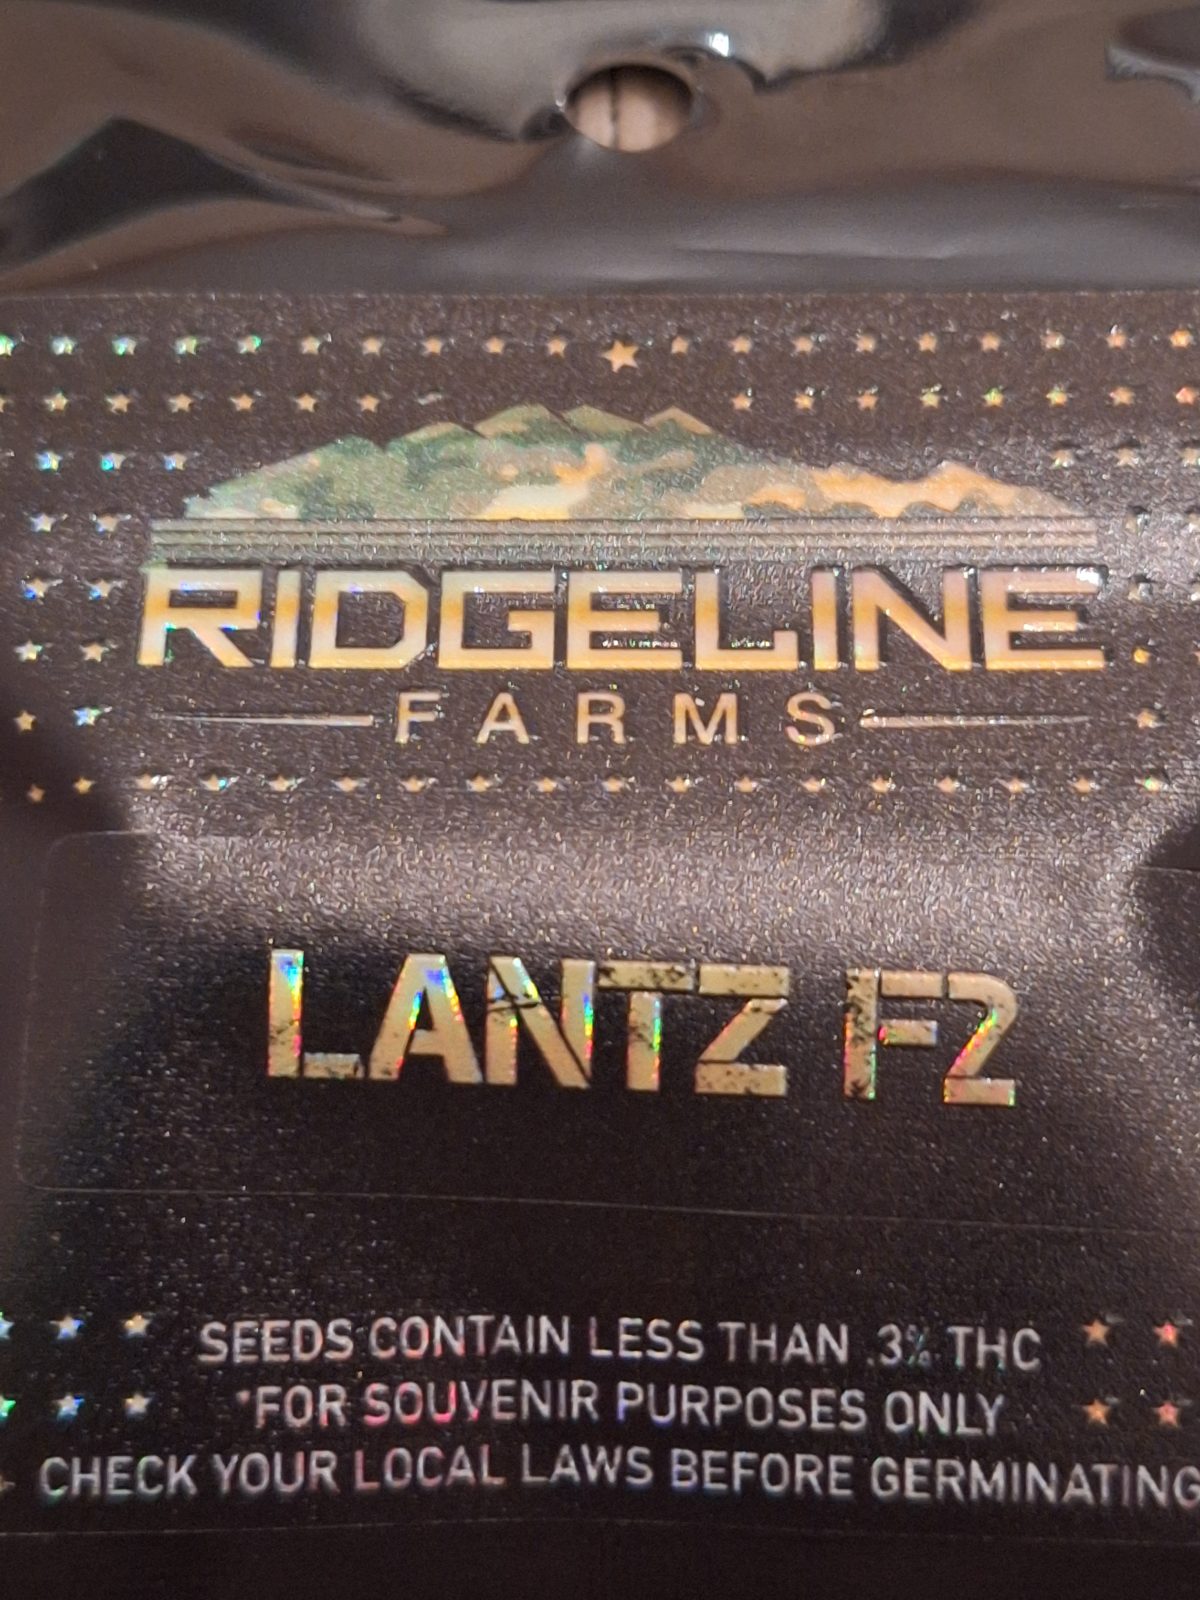 RIDGELINE
FARMS
LANTZ F2
SEEDS CONTAIN LESS THAN .3% THC
*FOR SOUVENIR PURPOSES ONLY
CHECK YOUR LOCAL LAWS BEFORE GERMINATING